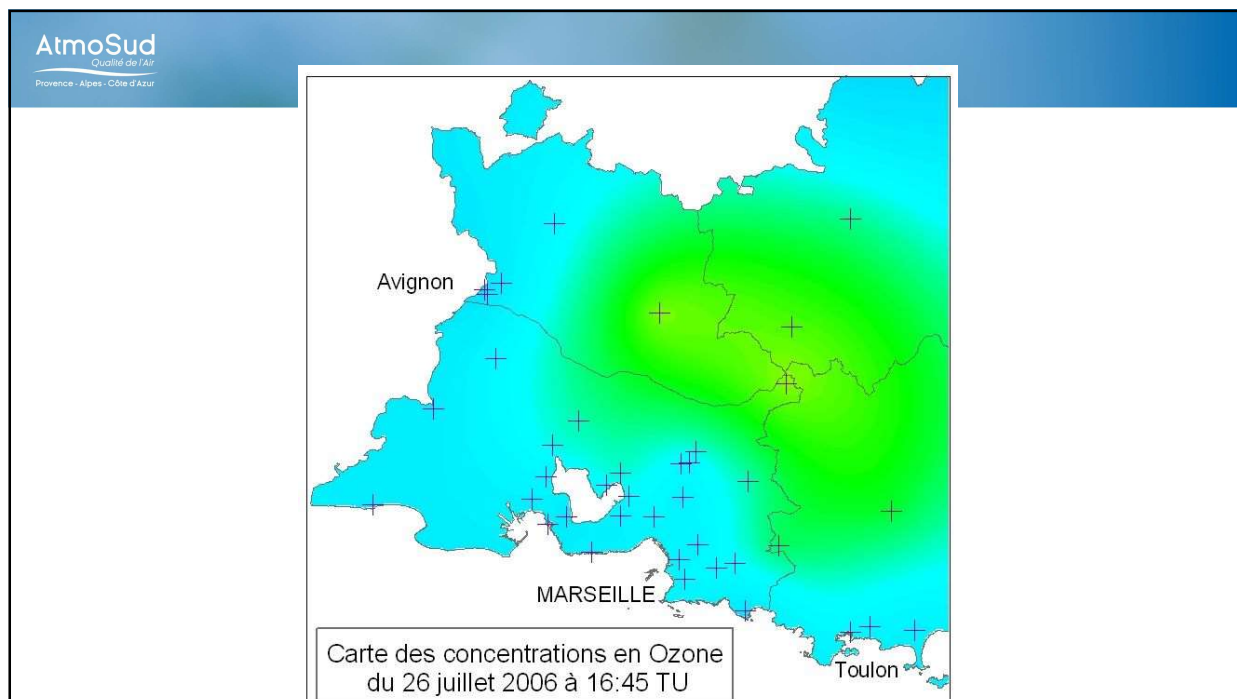 AtmoSud
Qualité de l'Air
Provence - Alpes - Côte d'Azur
Avignon
MARSEILLE
Toulon
Carte des concentrations en Ozone
du 26 juillet 2006 à 16:45 TU